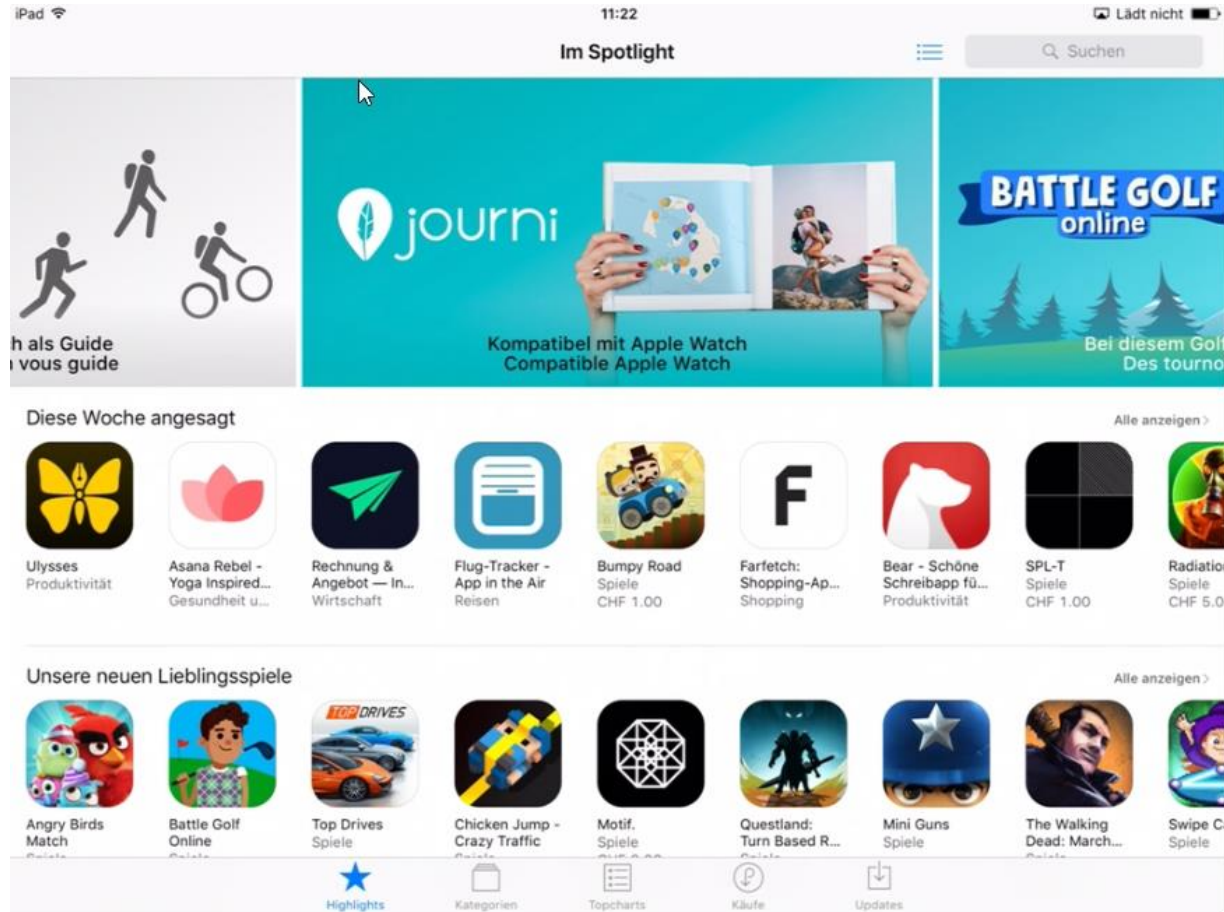 iPad 11:22 Lädt nicht
Im Spotlight Suchen
journi
BATTLE GOLF
online
h als Guide
vous guide
Kompatibel mit Apple Watch
Compatible Apple Watch
Bei diesem Golf
Des tourno
Diese Woche angesagt Alle anzeigen >
Ulysses
Produktivität
Asana Rebel -
Yoga Inspired...
Gesundheit u...
Rechnung &
Angebot — In...
Wirtschaft
Flug-Tracker -
App in the Air
Reisen
Bumpy Road
Spiele
CHF 1.00
F
Farfetch:
Shopping-Ap...
Shopping
Bear - Schöne
Schreibapp fü...
Produktivität
SPL-T
Spiele
CHF 1.00
Radiatio
Spiele
CHF 5.0
Unsere neuen Lieblingsspiele Alle anzeigen >
Angry Birds
Match
Battle Golf
Online
TOP DRIVES
Top Drives
Spiele
Chicken Jump -
Crazy Traffic
Motif.
Spiele
Questland:
Turn Based R...
Mini Guns
Spiele
The Walking
Dead: March...
Swipe C
Spiele
Highlights Kategorien Topcharts Käufe Updates